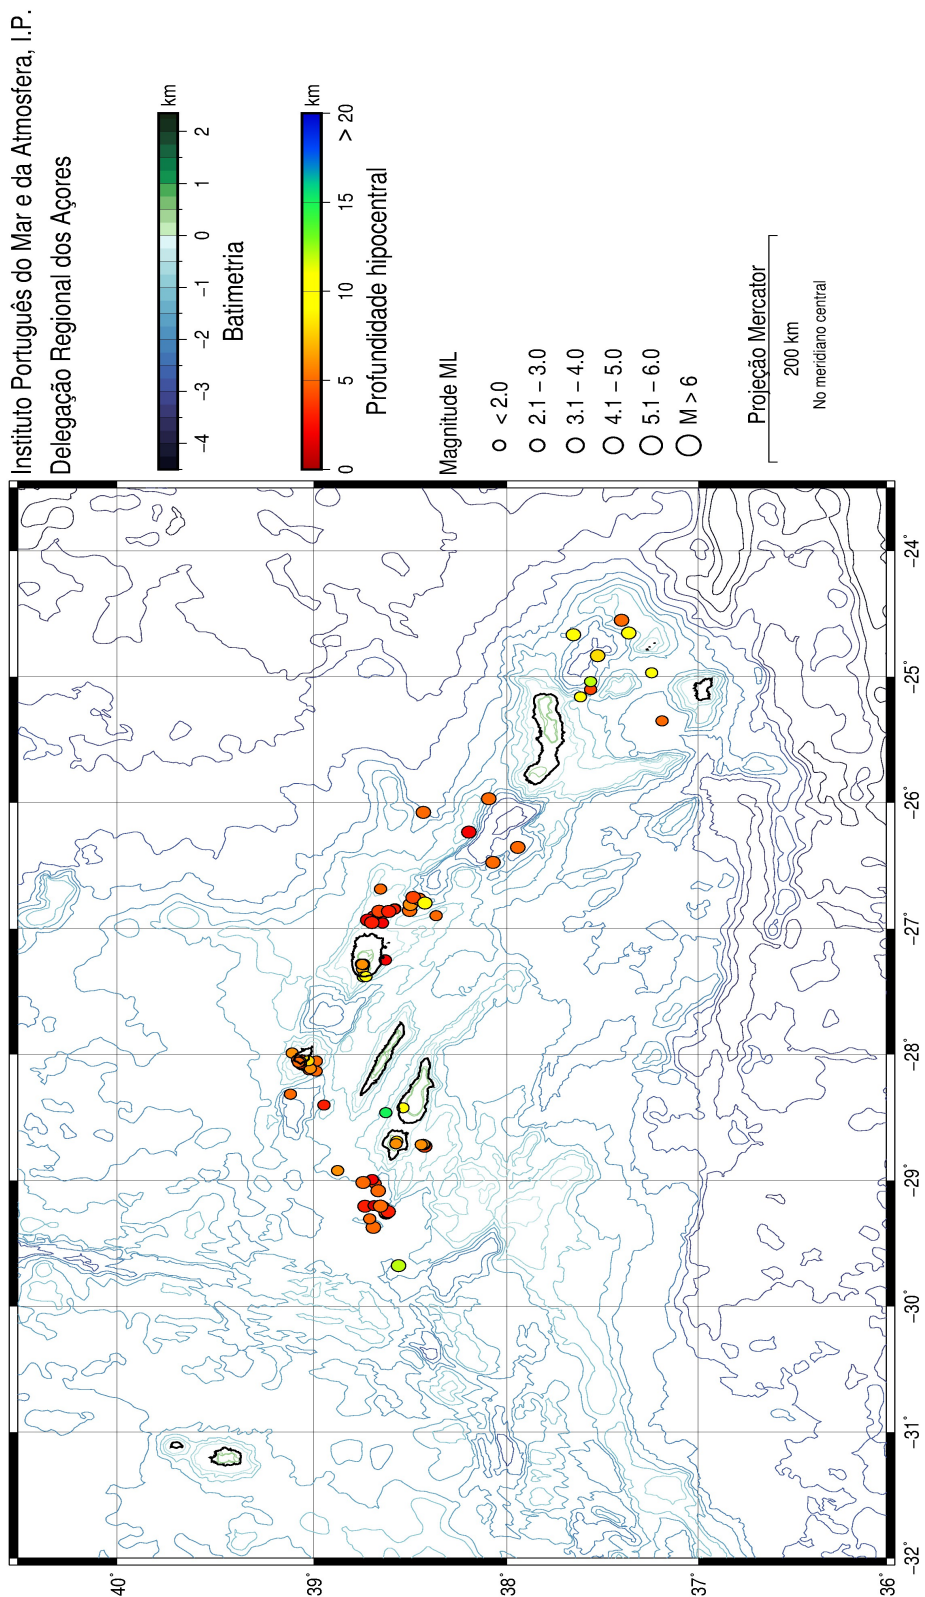 Instituto Português do Mar e da Atmosfera, I.P.
Delegação Regional dos Açores
km
−4 −3 −2 −1 0 1 2
Batimetria
km
0 5 10 15 > 20
Profundidade hipocentral
Magnitude ML
< 2.0
2.1 − 3.0
3.1 − 4.0
4.1 − 5.0
5.1 − 6.0
M > 6
Projeção Mercator
200 km
No meridiano central
40˚
39˚
38˚
37˚
36˚
−32˚ −31˚ −30˚ −29˚ −28˚ −27˚ −26˚ −25˚ −24˚